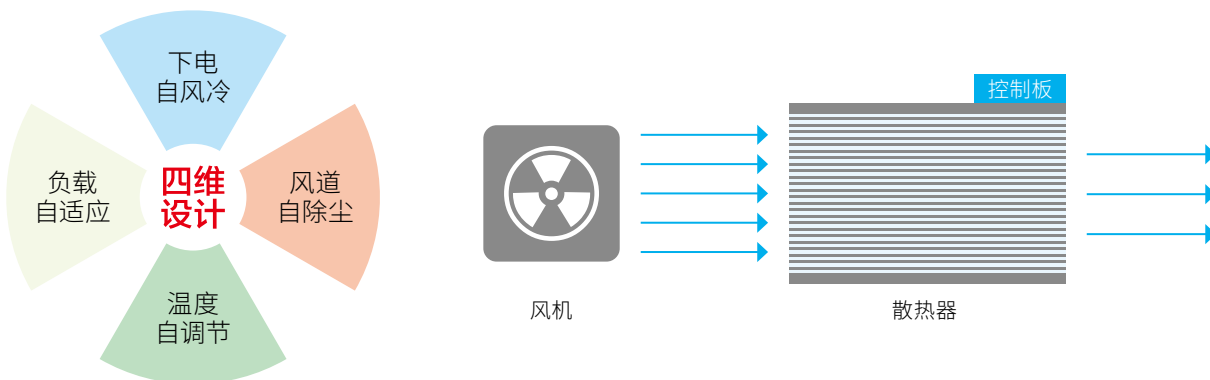 下电
自风冷
负载
自适应
四维
设计
风道
自除尘
温度
自调节
控制板
风机
散热器